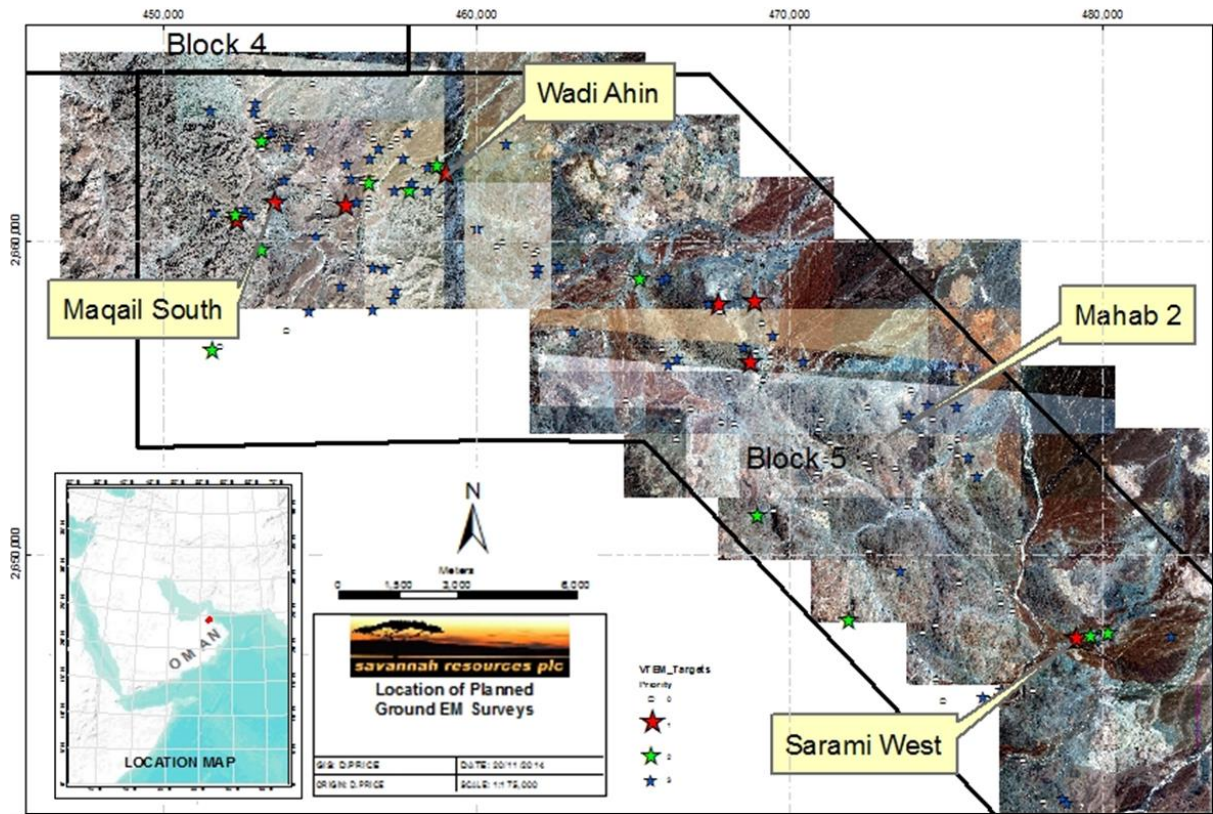 450,000
460,000
470,000
480,000
Block 4
Wadi Ahin
2,660,000
Maqail South
Mahab 2
Block 5
2,650,000
N
Meters
0 1,500 3,000 6,000
OMAN
LOCATION MAP
savannah resources plc
Location of Planned
Ground EM Surveys
GIS: D.PRICE
DATE: 20/11/2014
ORIGIN: D.PRICE
SCALE: 1:175,000
VTEM_Targets
Priority
0
1
2
3
Sarami West